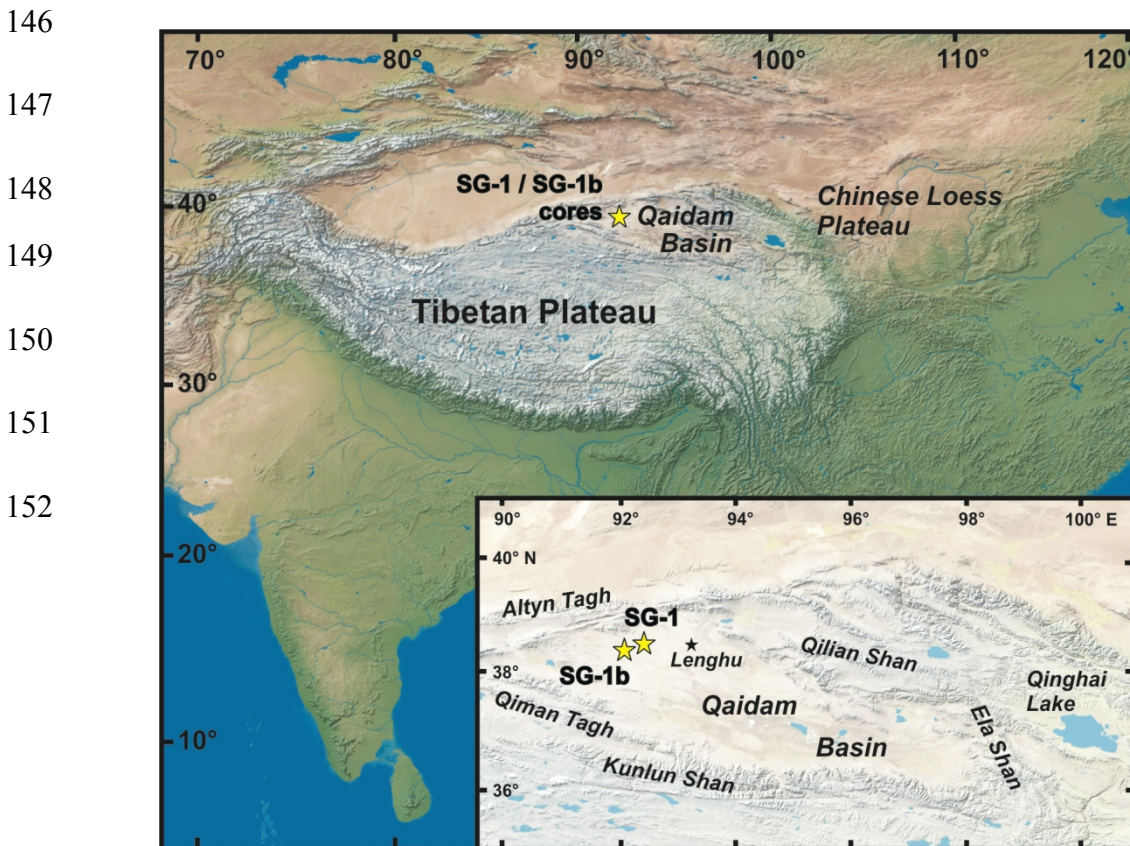 146
70° 80° 90° 100° 110° 120°
147
148
SG-1 / SG-1b
cores
Qaidam
Basin
Chinese Loess
Plateau
40°
149
Tibetan Plateau
150
30°
151
152
90° 92° 94° 96° 98° 100° E
20°
40° N
Altyn Tagh
SG-1
Lenghu
Qilian Shan
SG-1b
38°
Qinghai
Lake
Qaidam
Basin
Qiman Tagh
Ela Shan
10°
Kunlun Shan
36°